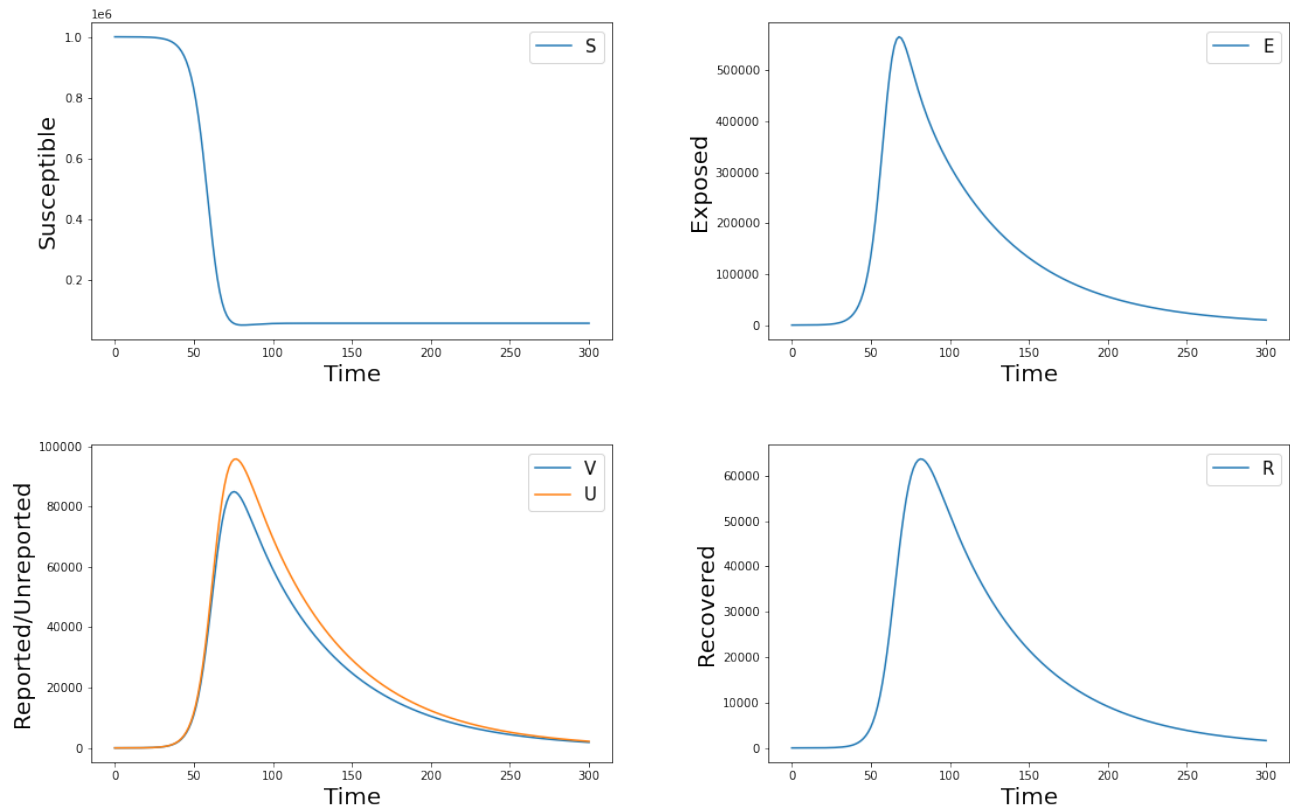 1e6
S
1.0
0.8
0.6
0.4
0.2
Susceptible
0 50 100 150 200 250 300
Time
E
500000
400000
300000
200000
100000
0
Exposed
0 50 100 150 200 250 300
Time
V
U
100000
80000
60000
40000
20000
0
Reported/Unreported
0 50 100 150 200 250 300
Time
R
60000
50000
40000
30000
20000
10000
0
Recovered
0 50 100 150 200 250 300
Time